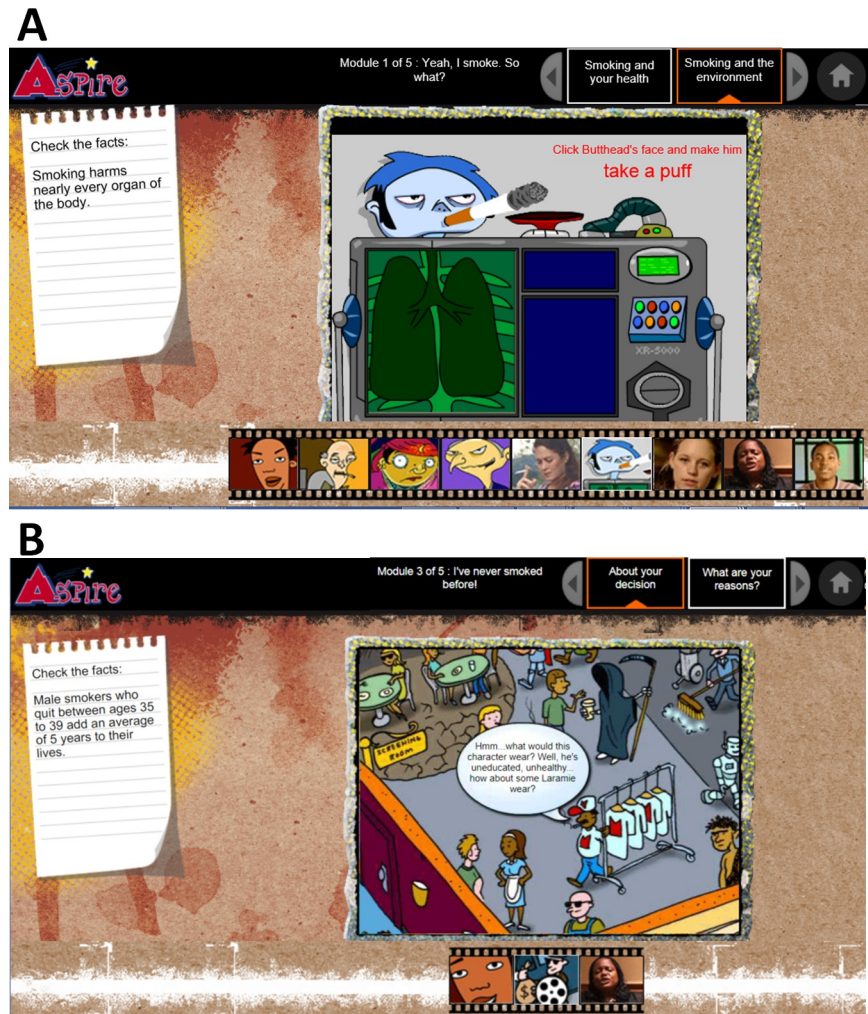 A
Aspire
Module 1 of 5 : Yeah, I smoke. So
what?
Smoking and
your health
Smoking and the
environment
Check the facts:
Smoking harms
nearly every organ of
the body.
Click Butthead's face and make him
take a puff
XR-5000
B
Aspire
Module 3 of 5 : I've never smoked
before!
About your
decision
What are your
reasons?
Check the facts:
Male smokers who
quit between ages 35
to 39 add an average
of 5 years to their
lives.
SCREENING
ROOM
Hmm...what would this
character wear? Well, he's
uneducated, unhealthy...
how about some Laramie
wear?
$
$